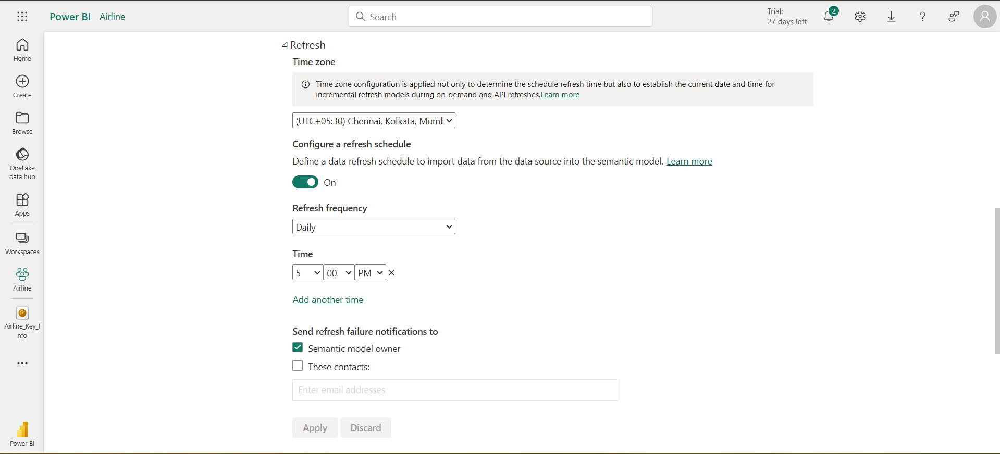 Power BI Airline
Search
Trial:
27 days left
2
Home
Create
Browse
OneLake
data hub
Apps
Workspaces
Airline
Airline_Key_I
nfo
Power BI
Refresh
Time zone
Time zone configuration is applied not only to determine the schedule refresh time but also to establish the current date and time for
incremental refresh models during on-demand and API refreshes.Learn more
(UTC+05:30) Chennai, Kolkata, Mumb
Configure a refresh schedule
Define a data refresh schedule to import data from the data source into the semantic model. Learn more
On
Refresh frequency
Daily
Time
5 00 PM
Add another time
Send refresh failure notifications to
Semantic model owner
These contacts:
Enter email addresses
Apply Discard